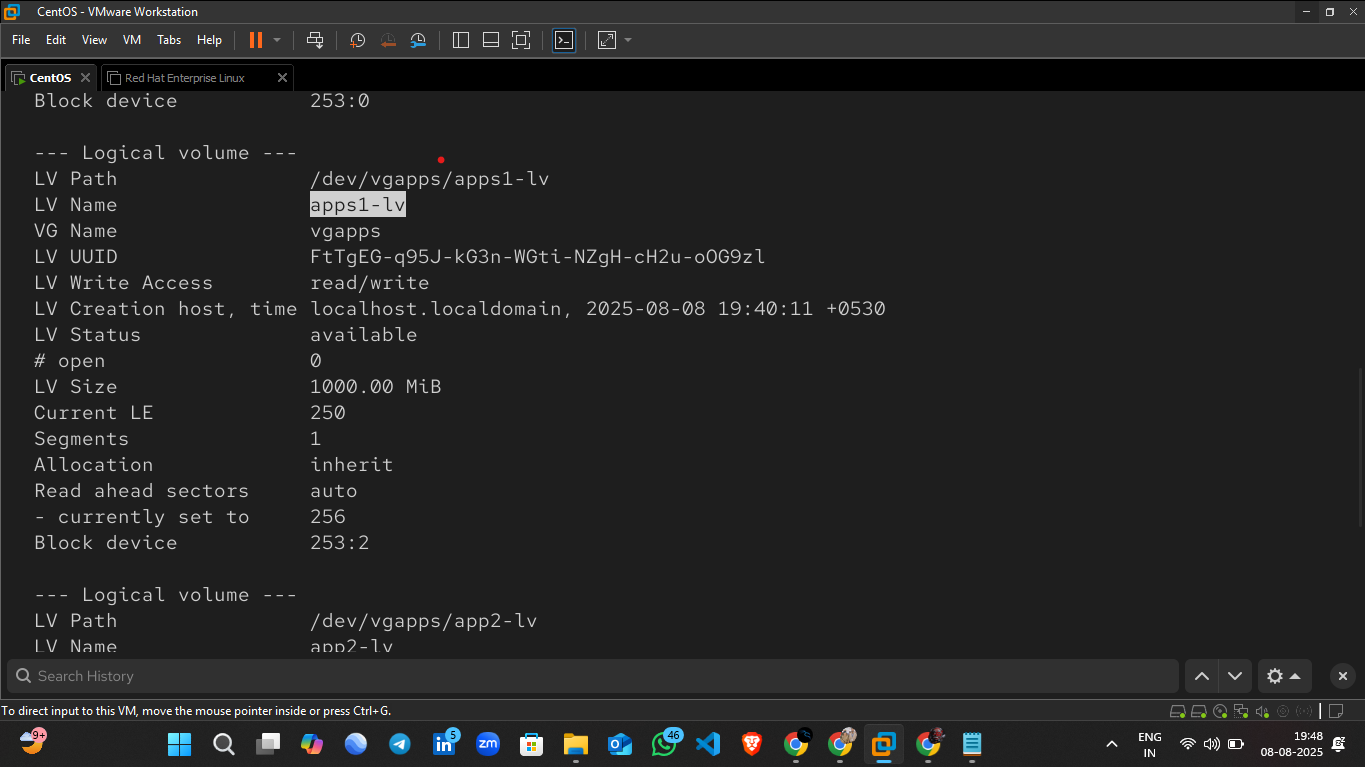 CentOS - VMware Workstation
File Edit View VM Tabs Help
CentOS Red Hat Enterprise Linux
Block device 253:0
--- Logical volume ---
LV Path /dev/vgapps/apps1-lv
LV Name apps1-lv
VG Name vgapps
LV UUID FtTgEG-q95J-kG3n-WGti-NZgH-cH2u-oOG9zl
LV Write Access read/write
LV Creation host, time localhost.localdomain, 2025-08-08 19:40:11 +0530
LV Status available
# open 0
LV Size 1000.00 MiB
Current LE 250
Segments 1
Allocation inherit
Read ahead sectors auto
- currently set to 256
Block device 253:2
--- Logical volume ---
LV Path /dev/vgapps/app2-lv
LV Name app2-lv
Search History
To direct input to this VM, move the mouse pointer inside or press Ctrl+G.
9+
5
zm
46
ENG
IN
19:48
08-08-2025